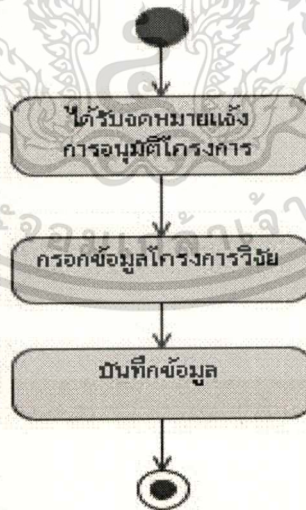 ได้รับจดหมายแจ้ง
การอนุมัติโครงการ
กรอกข้อมูลโครงการวิจัย
บันทึกข้อมูล